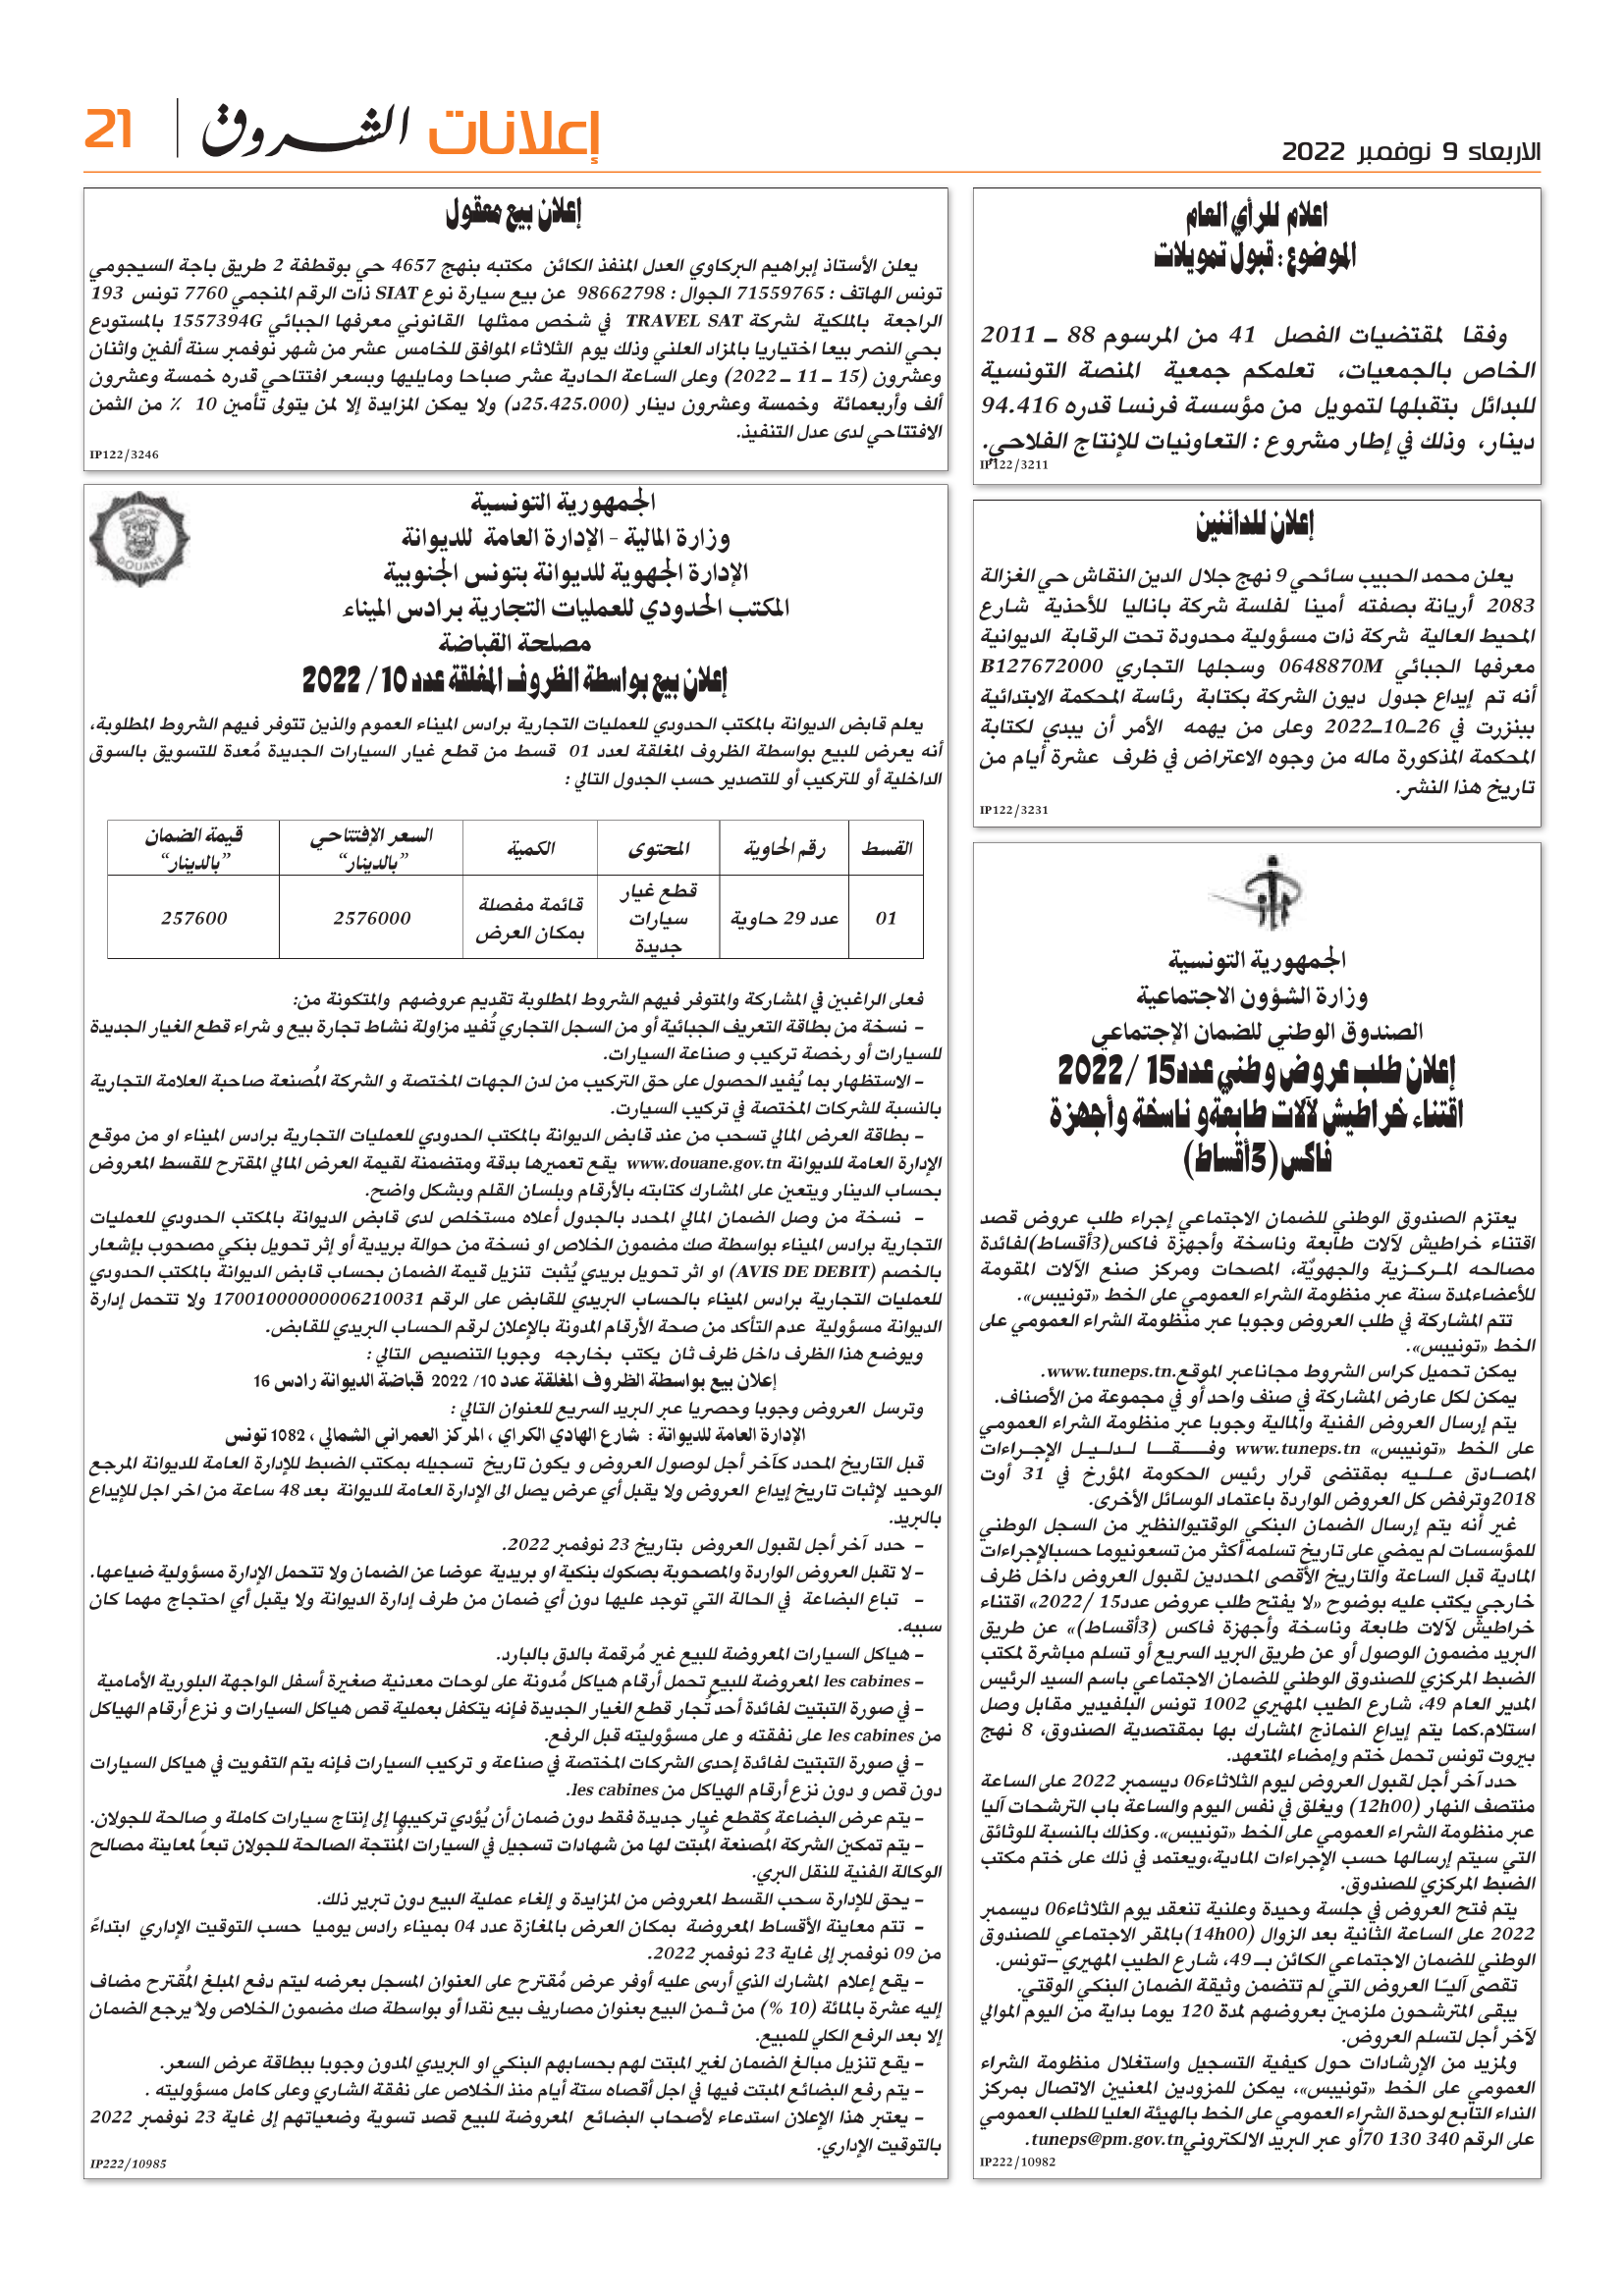 الاربعاء 9 نوفمبر 2022
إعلانات
الشروق
21
اعلام للرأي العام
الموضوع : قبول تمويلات
وفقا لمقتضيات الفصل 41 من المرسوم 88 ــ 2011
الخاص بالجمعيات، تعلمكم جمعية المنصة التونسية
للبدائل بتقبلها لتمويل من مؤسسة فرنسا قدره 94.416
دينار، وذلك في إطار مشروع : التعاونيات للإنتاج الفلاحي.
IP122/3211
إعلان للدائنين
يعلن محمد الحبيب سائحي 9 نهج جلال الدين النقاش حي الغزالة
2083 أريانة بصفته أمينا لفلسة شركة باناليا للأحذية شارع
المحيط العالية شركة ذات مسؤولية محدودة تحت الرقابة الديوانية
معرفها الجبائي 0648870M وسجلها التجاري B127672000
أنه تم إيداع جدول ديون الشركة بكتابة رئاسة المحكمة الابتدائية
ببنزرت في 26ــ10ــ2022 وعلى من يهمه الأمر أن يبدي لكتابة
المحكمة المذكورة ماله من وجوه الاعتراض في ظرف عشرة أيام من
تاريخ هذا النشر.
IP122/3231
الجمهورية التونسية
وزارة الشؤون الاجتماعية
الصندوق الوطني للضمان الإجتماعي
إعلان طلب عروض وطني عدد15 /2022
اقتناء خراطيش لآلات طابعةو ناسخة وأجهزة
فاكس(3أقساط)
يعتزم الصندوق الوطني للضمان الاجتماعي إجراء طلب عروض قصد
اقتناء خراطيش لآلات طابعة وناسخة وأجهزة فاكس(3أقساط)لفائدة
مصالحه المـركـزية والجهويٌة، المصحات ومركز صنع الآلات المقومة
للأعضاءلمدة سنة عبر منظومة الشراء العمومي على الخط «تونيبس».
تتم المشاركة في طلب العروض وجوبا عبر منظومة الشراء العمومي على
الخط «تونيبس».
يمكن تحميل كراس الشروط مجاناعبر الموقع.www.tuneps.tn.
يمكن لكل عارض المشاركة في صنف واحد أو في مجموعة من الأصناف.
يتم إرسال العروض الفنية والمالية وجوبا عبر منظومة الشراء العمومي
على الخط «تونيبس» www.tuneps.tn وفـــقــا لـدلـيـل الإجـراءات
المصـادق عـلـيه بمقتضى قرار رئيس الحكومة المؤرخ في 31 أوت
2018وترفض كل العروض الواردة باعتماد الوسائل الأخرى.
غير أنه يتم إرسال الضمان البنكي الوقتيوالنظير من السجل الوطني
للمؤسسات لم يمضي على تاريخ تسلمه أكثر من تسعونيوما حسبالإجراءات
المادية قبل الساعة والتاريخ الأقصى المحددين لقبول العروض داخل ظرف
خارجي يكتب عليه بوضوح «لا يفتح طلب عروض عدد15 /2022» اقتناء
خراطيش لآلات طابعة وناسخة وأجهزة فاكس (3أقساط)» عن طريق
البريد مضمون الوصول أو عن طريق البريد السريع أو تسلم مباشرة لمكتب
الضبط المركزي للصندوق الوطني للضمان الاجتماعي باسم السيد الرئيس
المدير العام 49، شارع الطيب المهيري 1002 تونس البلفيدير مقابل وصل
استلام.كما يتم إيداع النماذج المشارك بها بمقتصدية الصندوق، 8 نهج
بيروت تونس تحمل ختم وإمضاء المتعهد.
حدد آخر أجل لقبول العروض ليوم الثلاثاء06 ديسمبر 2022 على الساعة
منتصف النهار (12h00) ويغلق في نفس اليوم والساعة باب الترشحات آليا
عبر منظومة الشراء العمومي على الخط «تونيبس». وكذلك بالنسبة للوثائق
التي سيتم إرسالها حسب الإجراءات المادية،ويعتمد في ذلك على ختم مكتب
الضبط المركزي للصندوق.
يتم فتح العروض في جلسة وحيدة وعلنية تنعقد يوم الثلاثاء06 ديسمبر
2022 على الساعة الثانية بعد الزوال (14h00)بالمقر الاجتماعي للصندوق
الوطني للضمان الاجتماعي الكائن بــ 49، شارع الطيب المهيري –تونس.
تقصى آليـّا العروض التي لم تتضمن وثيقة الضمان البنكي الوقتي.
يبقى المترشحون ملزمين بعروضهم لمدة 120 يوما بداية من اليوم الموالي
لآخر أجل لتسلم العروض.
ولمزيد من الإرشادات حول كيفية التسجيل واستغلال منظومة الشراء
العمومي على الخط «تونيبس»، يمكن للمزودين المعنيين الاتصال بمركز
النداء التابع لوحدة الشراء العمومي على الخط بالهيئة العليا للطلب العمومي
على الرقم 340 130 70أو عبر البريد الالكترونيtuneps@pm.gov.tn.
IP222/10982
إعلان بيع معقول
يعلن الأستاذ إبراهيم البركاوي العدل المنفذ الكائن مكتبه بنهج 4657 حي بوقطفة 2 طريق باجة السيجومي
تونس الهاتف : 71559765 الجوال : 98662798 عن بيع سيارة نوع SIAT ذات الرقم المنجمي 7760 تونس 193
الراجعة بالملكية لشركة TRAVEL SAT في شخص ممثلها القانوني معرفها الجبائي 1557394G بالمستودع
بحي النصر بيعا اختياريا بالمزاد العلني وذلك يوم الثلاثاء الموافق للخامس عشر من شهر نوفمبر سنة ألفين واثنان
وعشرون (15 ــ 11 ــ 2022) وعلى الساعة الحادية عشر صباحا ومايليها وبسعر افتتاحي قدره خمسة وعشرون
ألف وأربعمائة وخمسة وعشرون دينار (25.425.000د) ولا يمكن المزايدة إلا لمن يتولى تأمين 10 ٪ من الثمن
الافتتاحي لدى عدل التنفيذ.
IP122/3246
DOUANE
الجمهورية التونسية
وزارة المالية - الإدارة العامة للديوانة
الإدارة الجهوية للديوانة بتونس الجنوبية
المكتب الحدودي للعمليات التجارية برادس الميناء
مصلحة القباضة
إعلان بيع بواسطة الظروف المغلقة عدد 10 / 2022
يعلم قابض الديوانة بالمكتب الحدودي للعمليات التجارية برادس الميناء العموم والذين تتوفر فيهم الشروط المطلوبة،
أنه يعرض للبيع بواسطة الظروف المغلقة لعدد 01 قسط من قطع غيار السيارات الجديدة مُعدة للتسويق بالسوق
الداخلية أو للتركيب أو للتصدير حسب الجدول التالي :
القسط
رقم الحاوية
المحتوى
الكمية
السعر الإفتتاحي
”بالدينار“
قيمة الضمان
”بالدينار“
01
عدد 29 حاوية
قطع غيار
سيارات
جديدة
قائمة مفصلة
بمكان العرض
2576000
257600
فعلى الراغبين في المشاركة والمتوفر فيهم الشروط المطلوبة تقديم عروضهم والمتكونة من:
– نسخة من بطاقة التعريف الجبائية أو من السجل التجاري تُفيد مزاولة نشاط تجارة بيع و شراء قطع الغيار الجديدة
للسيارات أو رخصة تركيب و صناعة السيارات.
– الاستظهار بما يُفيد الحصول على حق التركيب من لدن الجهات المختصة و الشركة المُصنعة صاحبة العلامة التجارية
بالنسبة للشركات المختصة في تركيب السيارت.
– بطاقة العرض المالي تسحب من عند قابض الديوانة بالمكتب الحدودي للعمليات التجارية برادس الميناء او من موقع
الإدارة العامة للديوانة www.douane.gov.tn يقع تعميرها بدقة ومتضمنة لقيمة العرض المالي المقترح للقسط المعروض
بحساب الدينار ويتعين على المشارك كتابته بالأرقام وبلسان القلم وبشكل واضح.
– نسخة من وصل الضمان المالي المحدد بالجدول أعلاه مستخلص لدى قابض الديوانة بالمكتب الحدودي للعمليات
التجارية برادس الميناء بواسطة صك مضمون الخلاص او نسخة من حوالة بريدية أو إثر تحويل بنكي مصحوب بإشعار
بالخصم (AVIS DE DEBIT) او اثر تحويل بريدي يُثبت تنزيل قيمة الضمان بحساب قابض الديوانة بالمكتب الحدودي
للعمليات التجارية برادس الميناء بالحساب البريدي للقابض على الرقم 17001000000006210031 ولا تتحمل إدارة
الديوانة مسؤولية عدم التأكد من صحة الأرقام المدونة بالإعلان لرقم الحساب البريدي للقابض.
ويوضع هذا الظرف داخل ظرف ثان يكتب بخارجه وجوبا التنصيص التالي :
إعلان بيع بواسطة الظروف المغلقة عدد 10/ 2022 قباضة الديوانة رادس 16
وترسل العروض وجوبا وحصريا عبر البريد السريع للعنوان التالي :
الإدارة العامة للديوانة : شارع الهادي الكراي ، المركز العمراني الشمالي ، 1082 تونس
قبل التاريخ المحدد كآخر أجل لوصول العروض و يكون تاريخ تسجيله بمكتب الضبط للإدارة العامة للديوانة المرجع
الوحيد لإثبات تاريخ إيداع العروض ولا يقبل أي عرض يصل الى الإدارة العامة للديوانة بعد 48 ساعة من اخر اجل للإيداع
بالبريد.
– حدد آخر أجل لقبول العروض بتاريخ 23 نوفمبر 2022.
– لا تقبل العروض الواردة والمصحوبة بصكوك بنكية او بريدية عوضا عن الضمان ولا تتحمل الإدارة مسؤولية ضياعها.
– تباع البضاعة في الحالة التي توجد عليها دون أي ضمان من طرف إدارة الديوانة ولا يقبل أي احتجاج مهما كان
سببه.
– هياكل السيارات المعروضة للبيع غير مُرقمة بالدق بالبارد.
– les cabines المعروضة للبيع تحمل أرقام هياكل مُدونة على لوحات معدنية صغيرة أسفل الواجهة البلورية الأمامية
– في صورة التبتيت لفائدة أحد تُجار قطع الغيار الجديدة فإنه يتكفل بعملية قص هياكل السيارات و نزع أرقام الهياكل
من les cabines على نفقته و على مسؤوليته قبل الرفع.
– في صورة التبتيت لفائدة إحدى الشركات المختصة في صناعة و تركيب السيارات فإنه يتم التفويت في هياكل السيارات
دون قص و دون نزع أرقام الهياكل من les cabines.
– يتم عرض البضاعة كقطع غيار جديدة فقط دون ضمان أن يُؤدي تركيبها إلى إنتاج سيارات كاملة و صالحة للجولان.
– يتم تمكين الشركة المُصنعة المُبتت لها من شهادات تسجيل في السيارات المُنتجة الصالحة للجولان تبعاً لمعاينة مصالح
الوكالة الفنية للنقل البري.
– يحق للإدارة سحب القسط المعروض من المزايدة و إلغاء عملية البيع دون تبرير ذلك.
– تتم معاينة الأقساط المعروضة بمكان العرض بالمغازة عدد 04 بميناء رادس يوميا حسب التوقيت الإداري ابتداءً
من 09 نوفمبر إلى غاية 23 نوفمبر 2022.
– يقع إعلام المشارك الذي أرسى عليه أوفر عرض مُقترح على العنوان المسجل بعرضه ليتم دفع المبلغ المُقترح مضاف
إليه عشرة بالمائة (10 %) من ثـمن البيع بعنوان مصاريف بيع نقدا أو بواسطة صك مضمون الخلاص ولا يرجع الضمان
إلا بعد الرفع الكلي للمبيع.
– يقع تنزيل مبالغ الضمان لغير المبتت لهم بحسابهم البنكي او البريدي المدون وجوبا ببطاقة عرض السعر.
– يتم رفع البضائع المبتت فيها في اجل أقصاه ستة أيام منذ الخلاص على نفقة الشاري وعلى كامل مسؤوليته .
– يعتبر هذا الإعلان استدعاء لأصحاب البضائع المعروضة للبيع قصد تسوية وضعياتهم إلى غاية 23 نوفمبر 2022
بالتوقيت الإداري.
IP222/10985